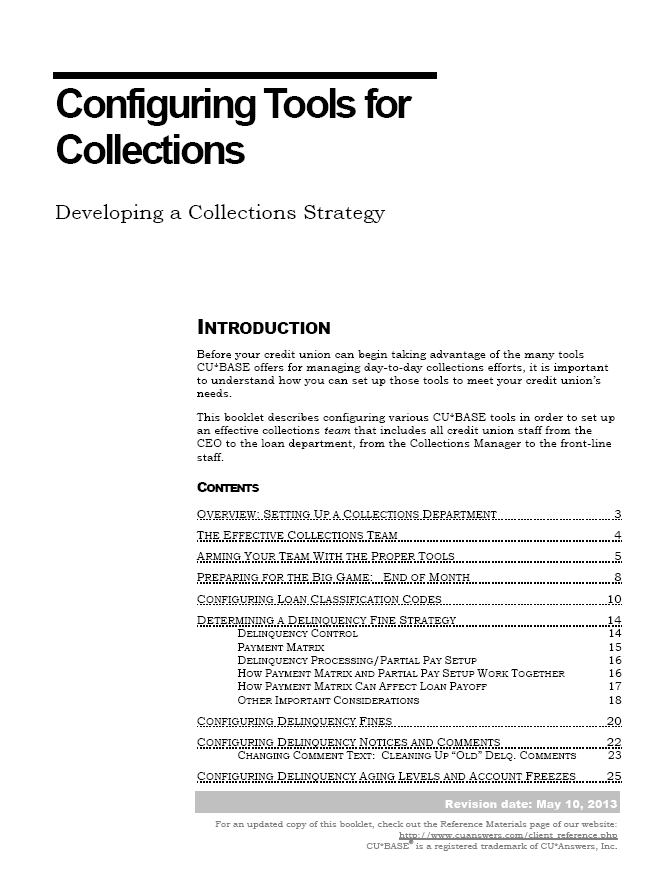 Configuring Tools for
Collections
Developing a Collections Strategy
INTRODUCTION
Before your credit union can begin taking advantage of the many tools
CU*BASE offers for managing day-to-day collections efforts, it is important
to understand how you can set up those tools to meet your credit union's
needs.
This booklet describes configuring various CU*BASE tools in order to set up
an effective collections team that includes all credit union staff from the
CEO to the loan department, from the Collections Manager to the front-line
staff.
CONTENTS
OVERVIEW: SETTING UP A COLLECTIONS DEPARTMENT 3
THE EFFECTIVE COLLECTIONS TEAM 4
ARMING YOUR TEAM WITH THE PROPER TOOLS 5
PREPARING FOR THE BIG GAME: END OF MONTH 8
CONFIGURING LOAN CLASSIFICATION CODES 10
DETERMINING A DELINQUENCY FINE STRATEGY 14
DELINQUENCY CONTROL 14
PAYMENT MATRIX 15
DELINQUENCY PROCESSING/PARTIAL PAY SETUP 16
HOW PAYMENT MATRIX AND PARTIAL PAY SETUP WORK TOGETHER 16
HOW PAYMENT MATRIX CAN AFFECT LOAN PAYOFF 17
OTHER IMPORTANT CONSIDERATIONS 18
CONFIGURING DELINQUENCY FINES 20
CONFIGURING DELINQUENCY NOTICES AND COMMENTS 22
CHANGING COMMENT TEXT: CLEANING UP "OLD" DELQ. COMMENTS 23
CONFIGURING DELINQUENCY AGING LEVELS AND ACCOUNT FREEZES 25
Revision date: May 10, 2013
For an updated copy of this booklet, check out the Reference Materials page of our website:
http://www.cuanswers.com/client_reference.php
CU*BASE® is a registered trademark of CU*Answers, Inc.